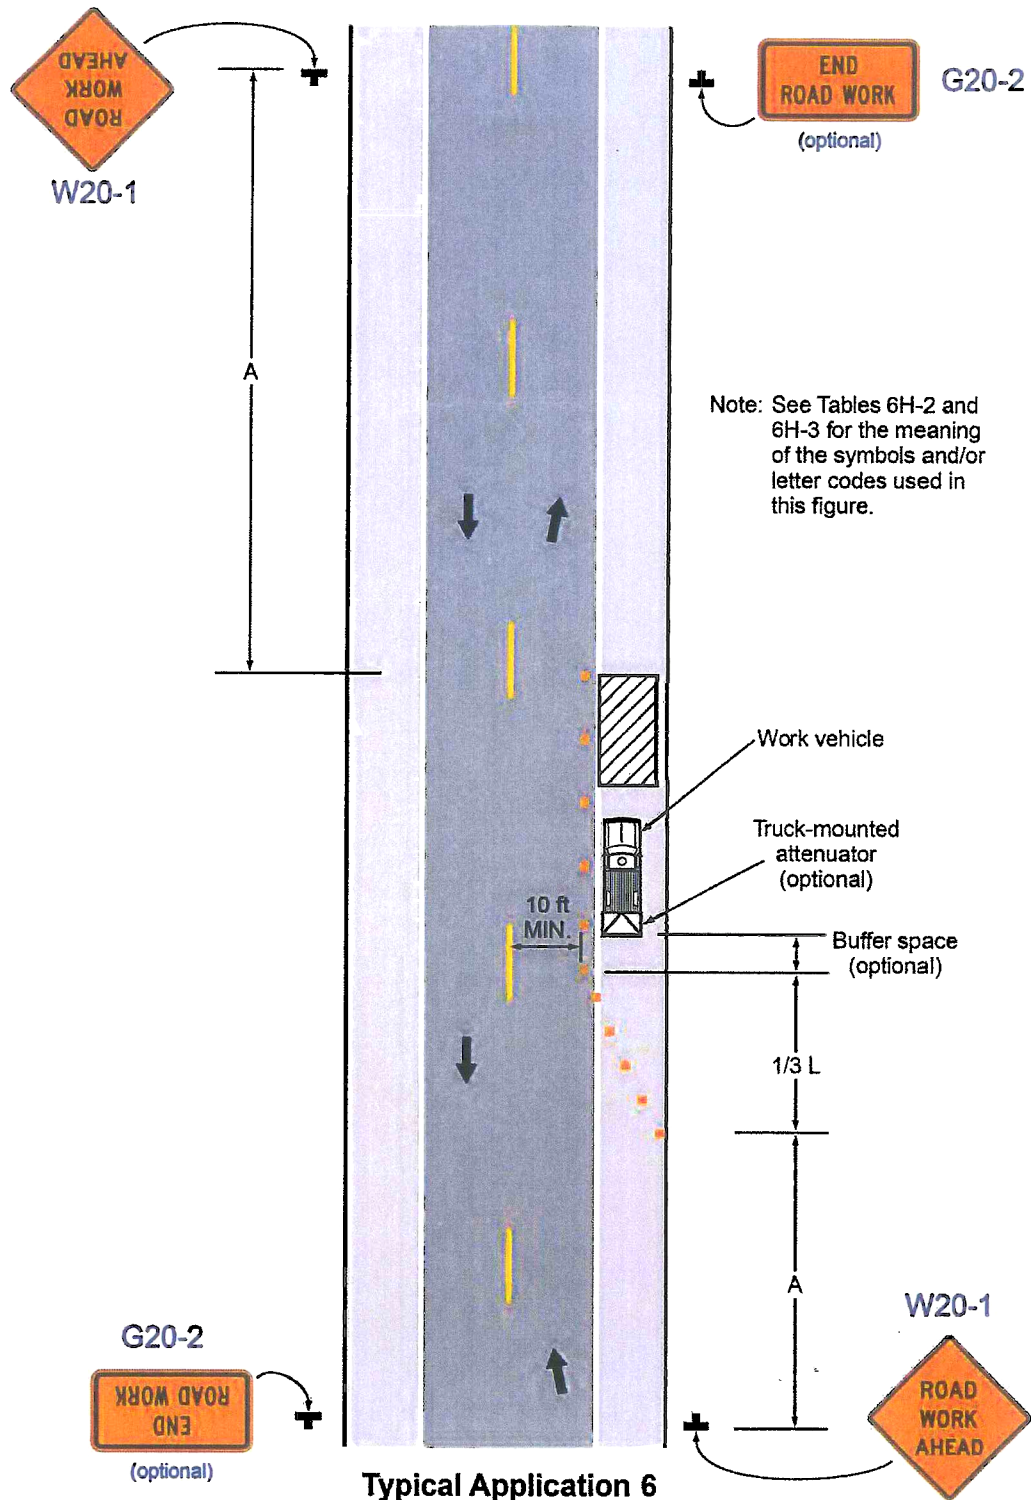 ROAD
WORK
AHEAD
W20-1
END
ROAD WORK
(optional)
G20-2
A
Note: See Tables 6H-2 and
6H-3 for the meaning
of the symbols and/or
letter codes used in
this figure.
Work vehicle
Truck-mounted
attenuator
(optional)
10 ft
MIN.
Buffer space
(optional)
1/3 L
A
W20-1
ROAD
WORK
AHEAD
G20-2
END
ROAD WORK
(optional)
Typical Application 6